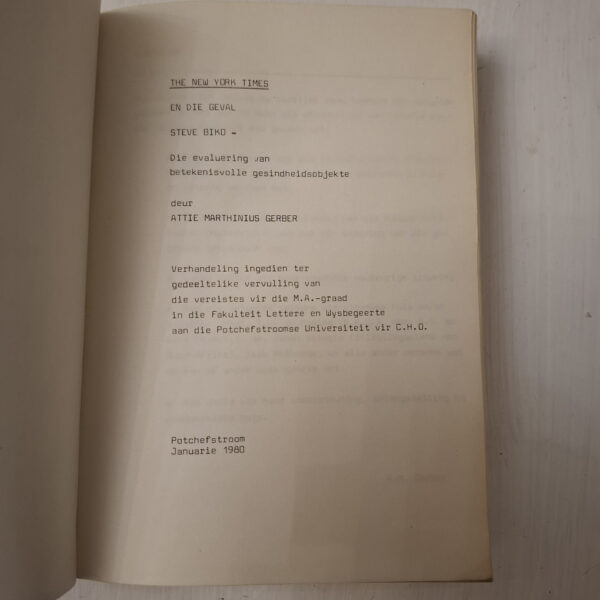 THE NEW YORK TIMES
EN DIE GEVAL
STEVE BIKO –
Die evaluering van
betekenisvolle gesindheidsobjekte
deur
ATTIE MARTHINIUS GERBER
Verhandeling ingedien ter
gedeeltelike vervulling van
die vereistes vir die M.A.-graad
in die Fakulteit Lettere en Wysbegeerte
aan die Potchefstroomse Universiteit vir C.H.O.
Potchefstroom
Januarie 1980